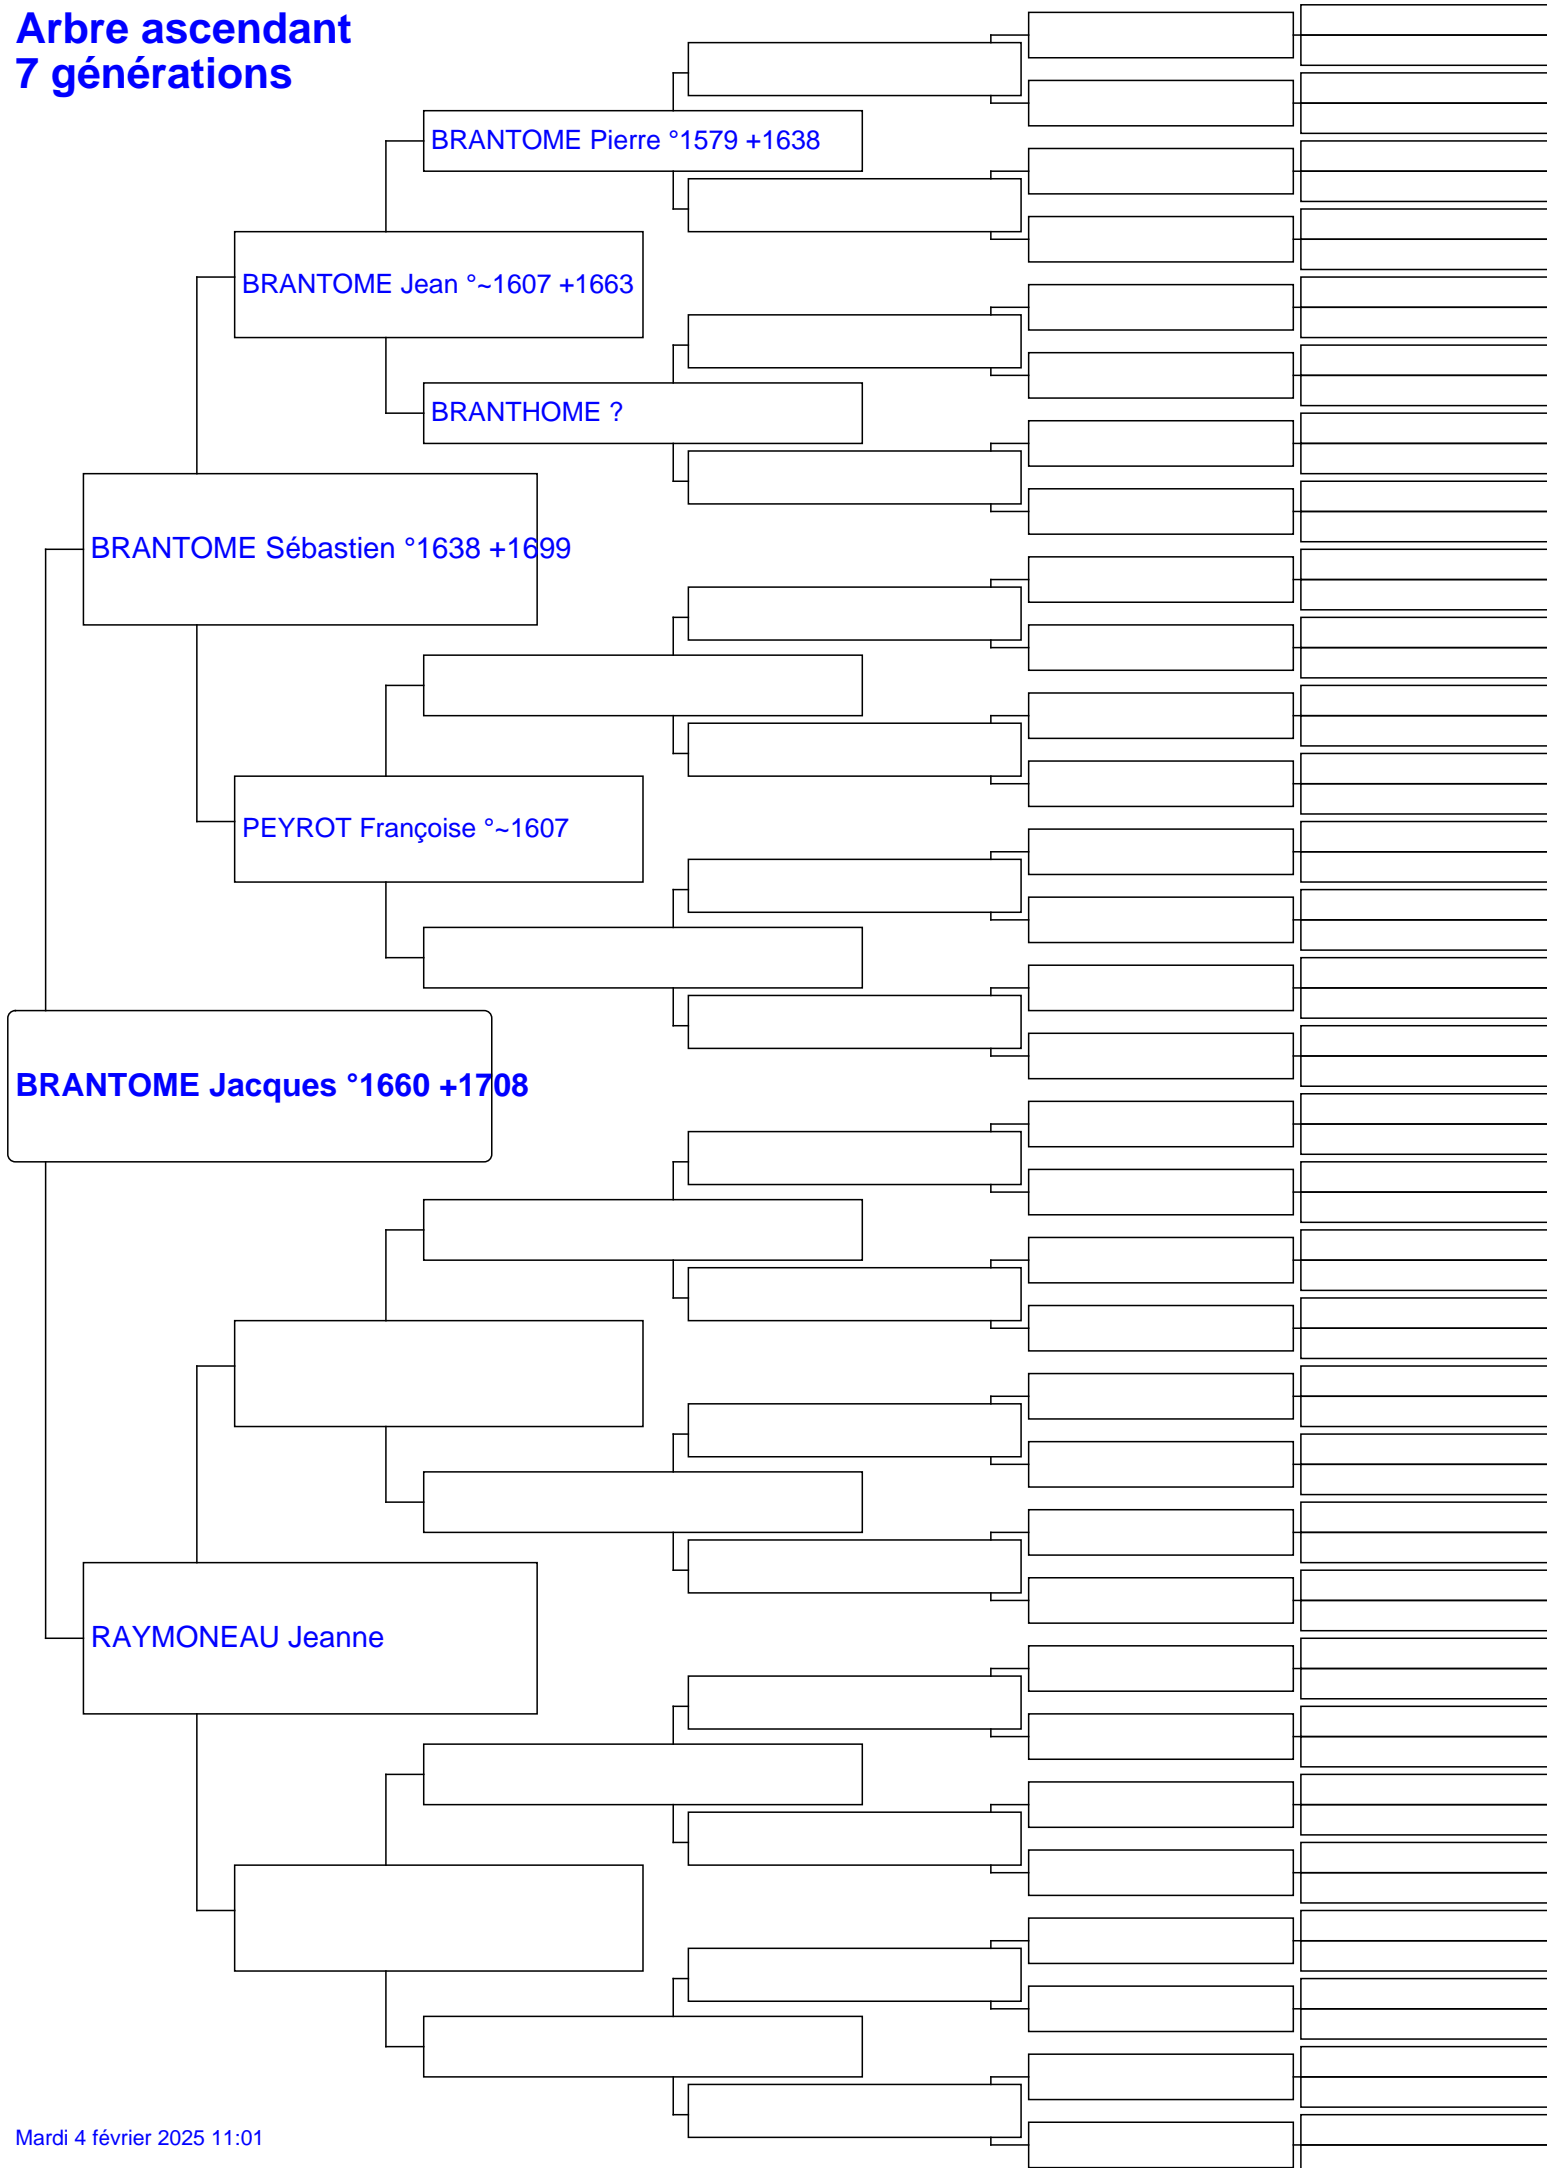 Arbre ascendant
7 générations
BRANTOME Pierre °1579 +1638
BRANTOME Jean °~1607 +1663
BRANTHOME ?
BRANTOME Sébastien °1638 +1699
PEYROT Françoise °~1607
BRANTOME Jacques °1660 +1708
RAYMONEAU Jeanne
Mardi 4 février 2025 11:01